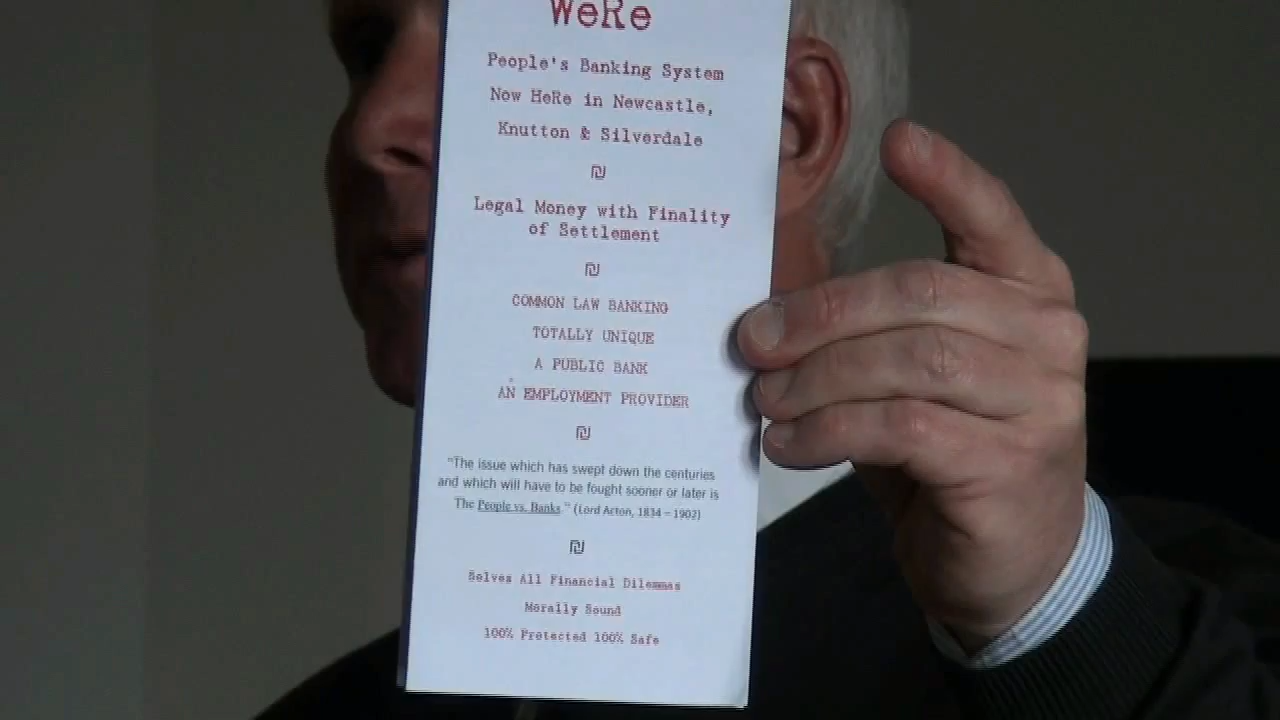 WeRe
People's Banking System
Now HeRe in Newcastle,
Knutton & Silverdale
₪
Legal Money with Finality
of Settlement
₪
COMMON LAW BANKING
TOTALLY UNIQUE
A PUBLIC BANK
AN EMPLOYMENT PROVIDER
₪
"The issue which has swept down the centuries
and which will have to be fought sooner or later is
The People vs. Banks." (Lord Acton, 1834 – 1902)
₪
Solves All Financial Dilemmas
Morally Sound
100% Protected 100% Safe